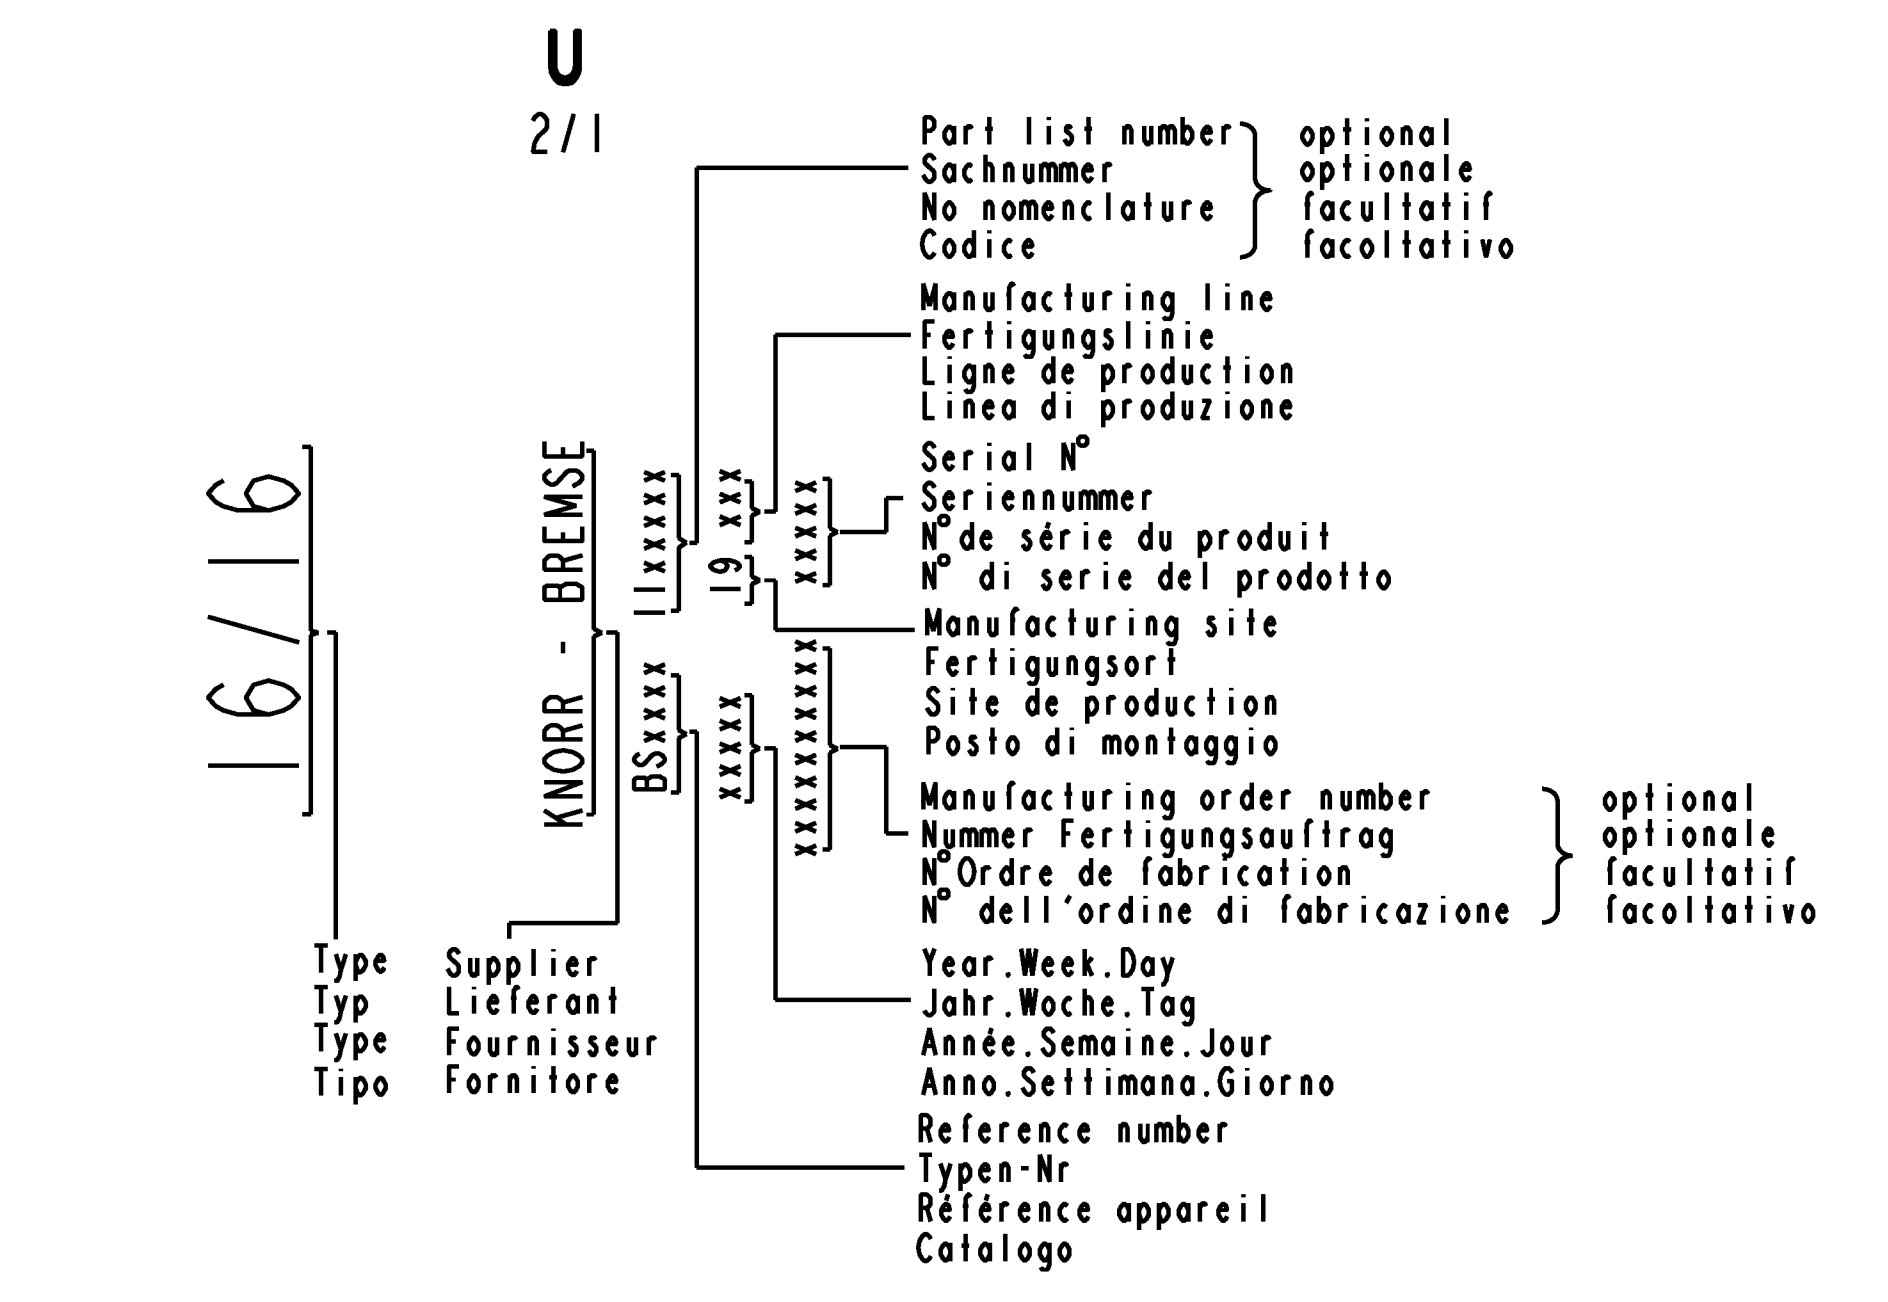 U
2/1
16/16
KNORR - BREMSE
BSxxxx IIxxxxx
xxxxx 19 xxx
xxxxxxxxxx xxxxx
Part list number optional
Sachnummer optionale
No nomenclature facultatif
Codice facoltativo
Manufacturing line
Fertigungslinie
Ligne de production
Linea di produzione
Serial N°
Seriennummer
N°de série du produit
N° di serie del prodotto
Manufacturing site
Fertigungsort
Site de production
Posto di montaggio
Manufacturing order number optional
Nummer Fertigungsauftrag optionale
N°Ordre de fabrication facultatif
N° dell'ordine di fabricazione facoltativo
Year.Week.Day
Jahr.Woche.Tag
Année.Semaine.Jour
Anno.Settimana.Giorno
Reference number
Typen-Nr
Référence appareil
Catalogo
Type
Typ
Type
Tipo
Supplier
Lieferant
Fournisseur
Fornitore